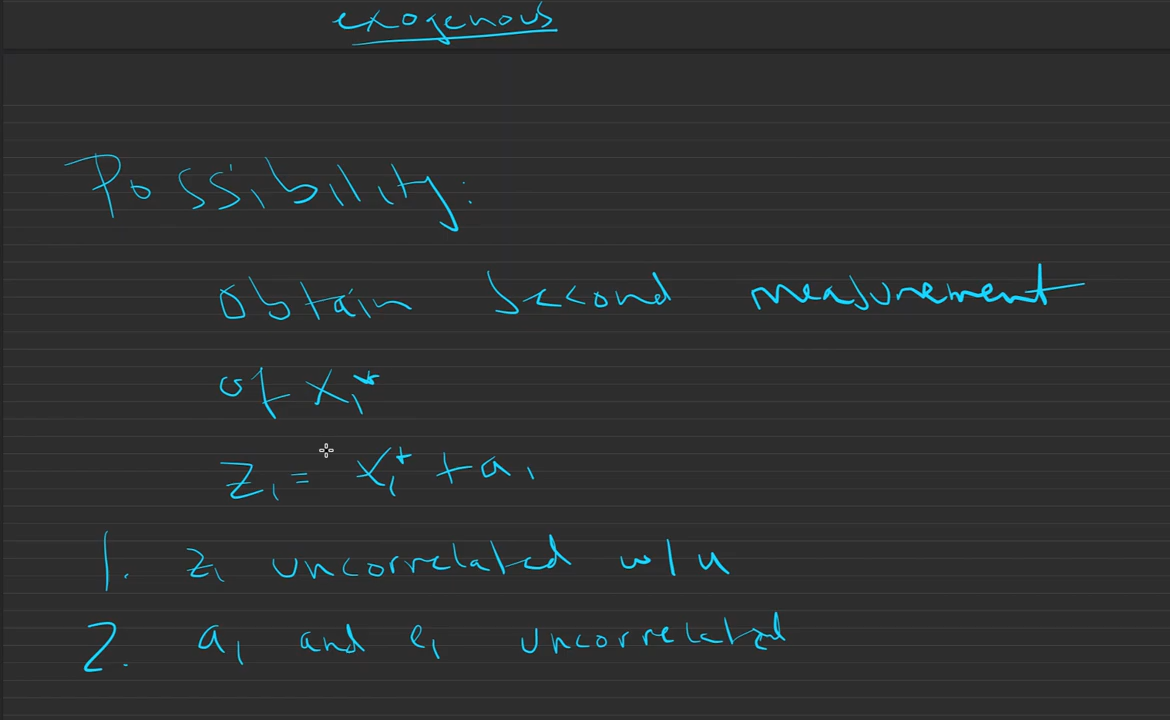 exogenous
Possibility:
Obtain second measurement
of x₁*
z₁ = x₁* + a₁
1. z₁ uncorrelated w/ u
2. a₁ and e₁ uncorrelated